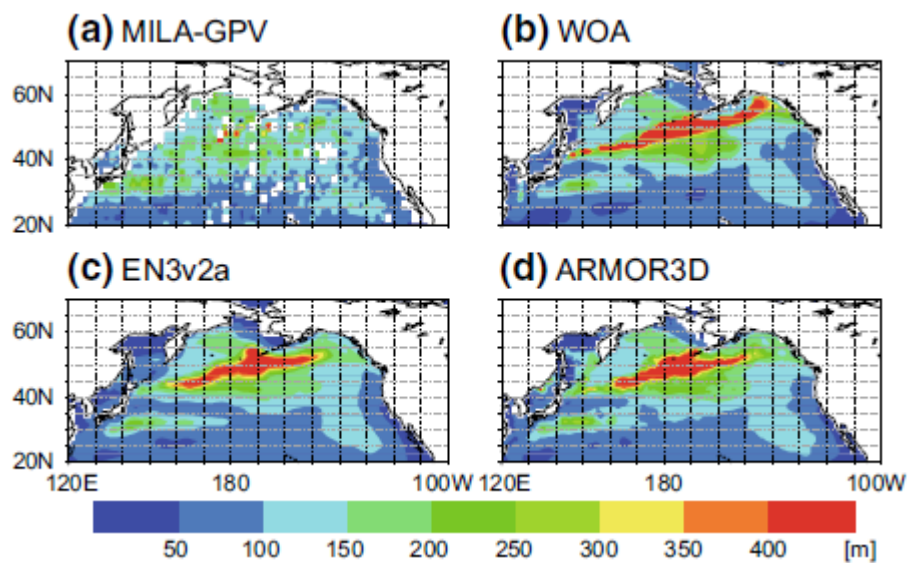 (a) MILA-GPV (b) WOA
60N
40N
20N
(c) EN3v2a (d) ARMOR3D
60N
40N
20N
120E 180 100W 120E 180 100W
50 100 150 200 250 300 350 400 [m]